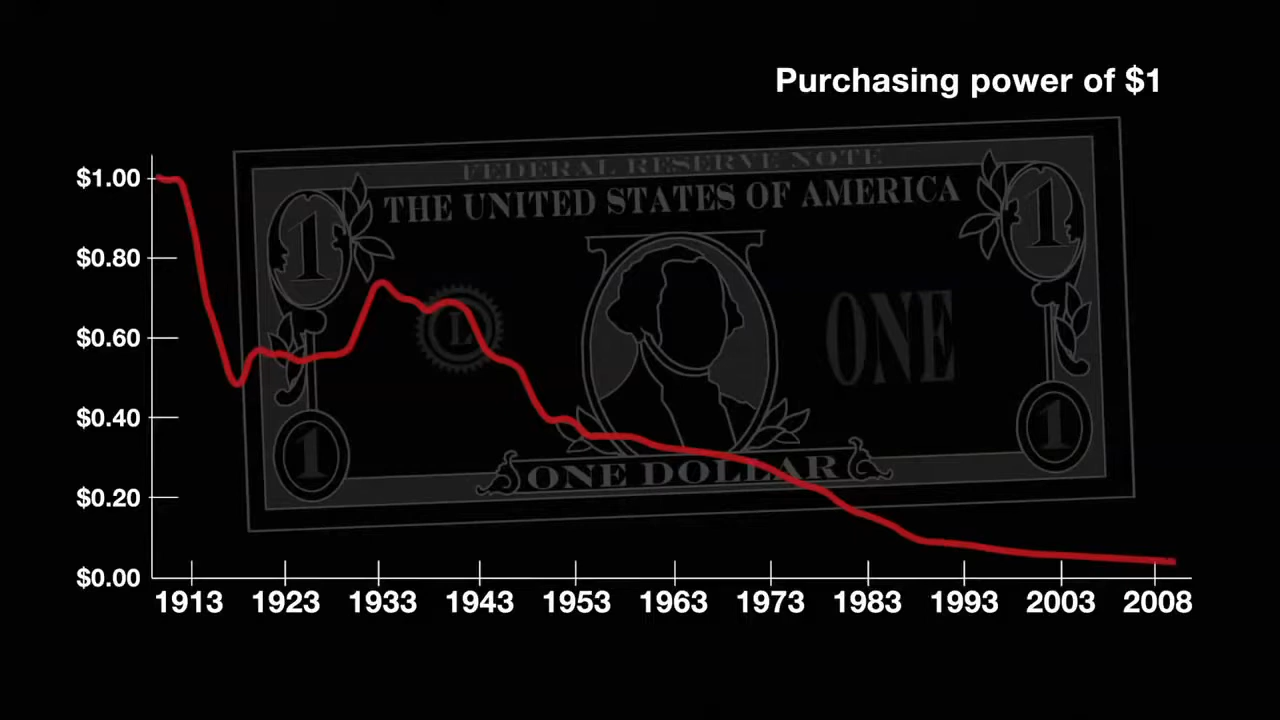 Purchasing power of $1
FEDERAL RESERVE NOTE
THE UNITED STATES OF AMERICA
1
1
L
ONE
1
1
ONE DOLLAR
$1.00
$0.80
$0.60
$0.40
$0.20
$0.00
1913 1923 1933 1943 1953 1963 1973 1983 1993 2003 2008